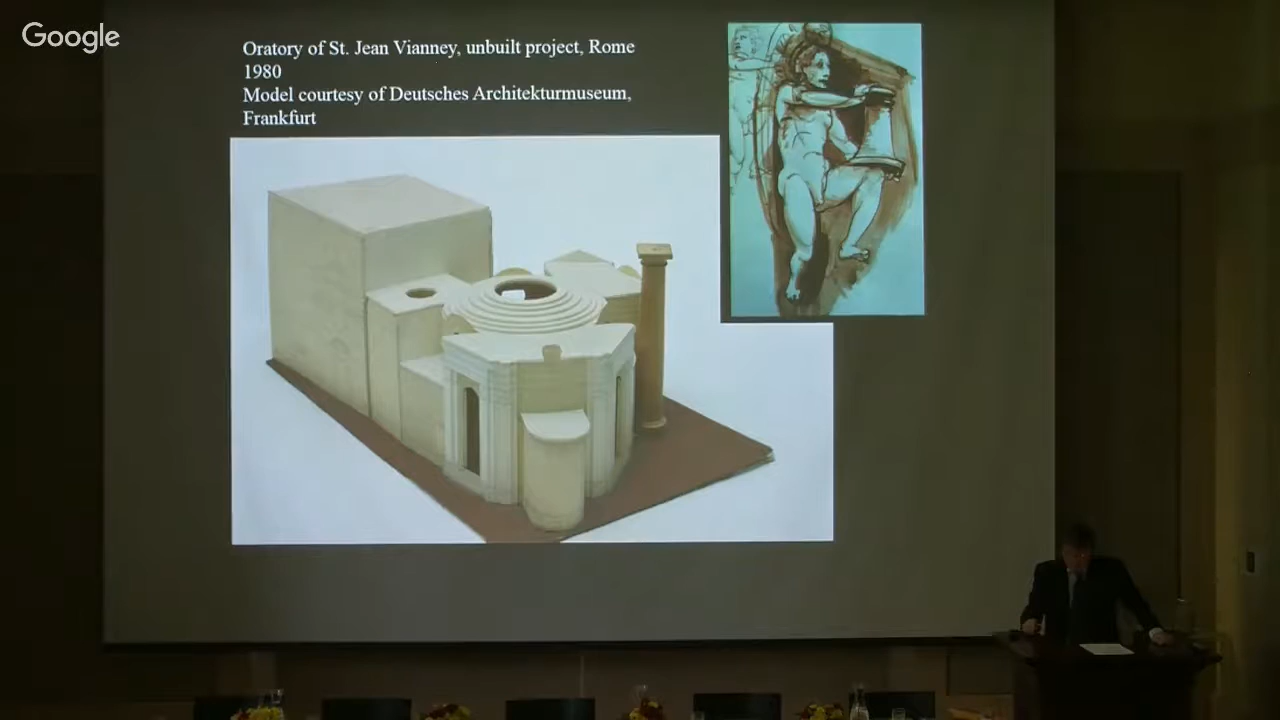 Google
Oratory of St. Jean Vianney, unbuilt project, Rome
1980
Model courtesy of Deutsches Architekturmuseum,
Frankfurt